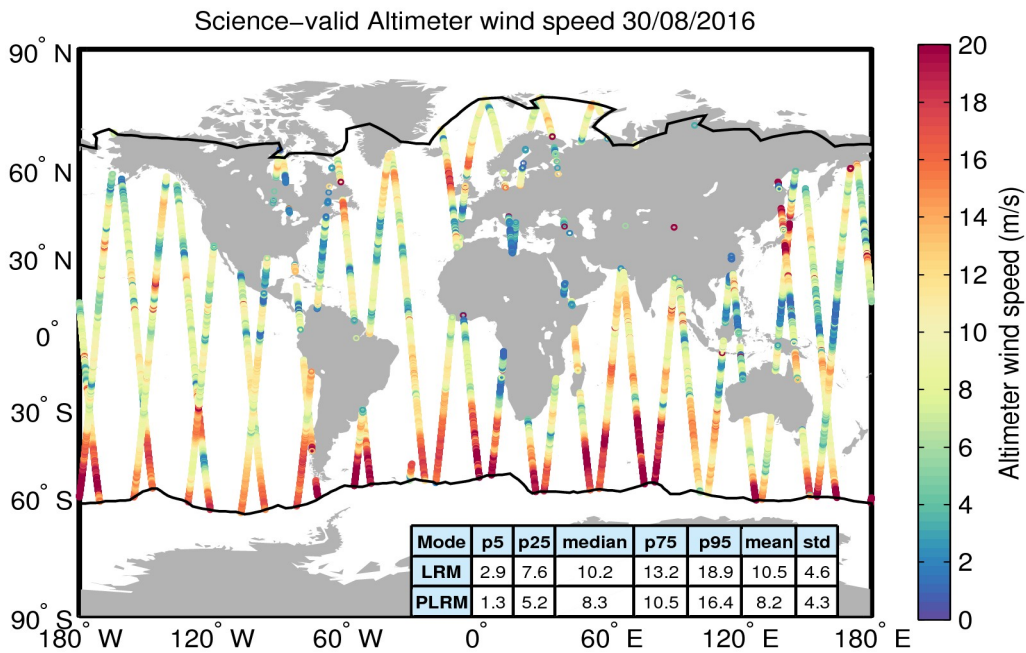 Science−valid Altimeter wind speed 30/08/2016
90° N
60° N
30° N
0°
30° S
60° S
90° S
180° W
120° W
60° W
0°
60° E
120° E
180° E
Mode p5 p25 median p75 p95 mean std
LRM 2.9 7.6 10.2 13.2 18.9 10.5 4.6
PLRM 1.3 5.2 8.3 10.5 16.4 8.2 4.3
20
18
16
14
12
10
8
6
4
2
0
Altimeter wind speed (m/s)